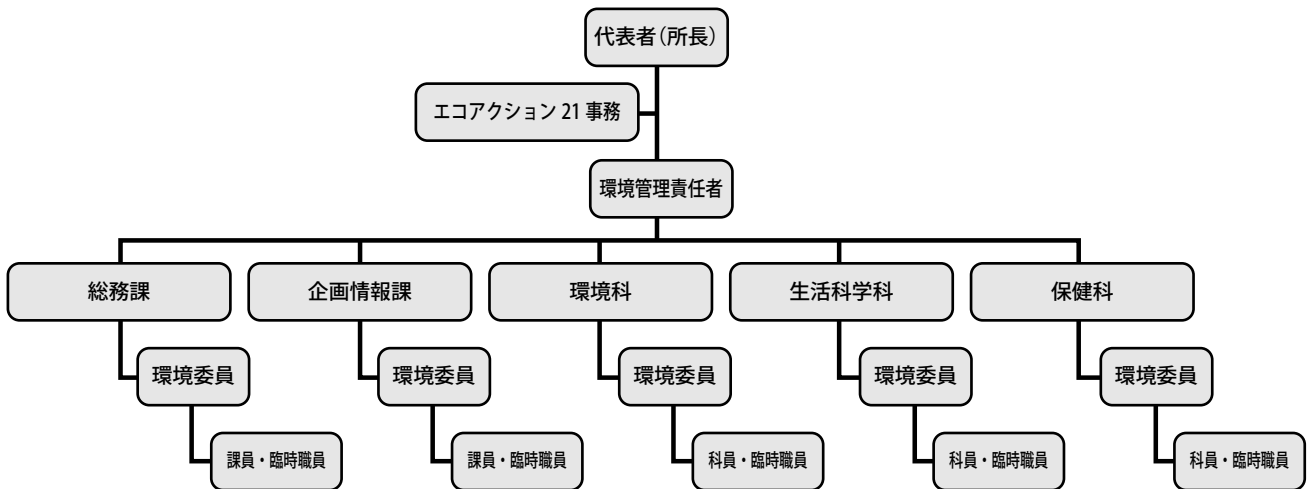 代表者（所長）
エコアクション 21 事務
環境管理責任者
総務課
企画情報課
環境科
生活科学科
保健科
環境委員
環境委員
環境委員
環境委員
環境委員
課員・臨時職員
課員・臨時職員
科員・臨時職員
科員・臨時職員
科員・臨時職員